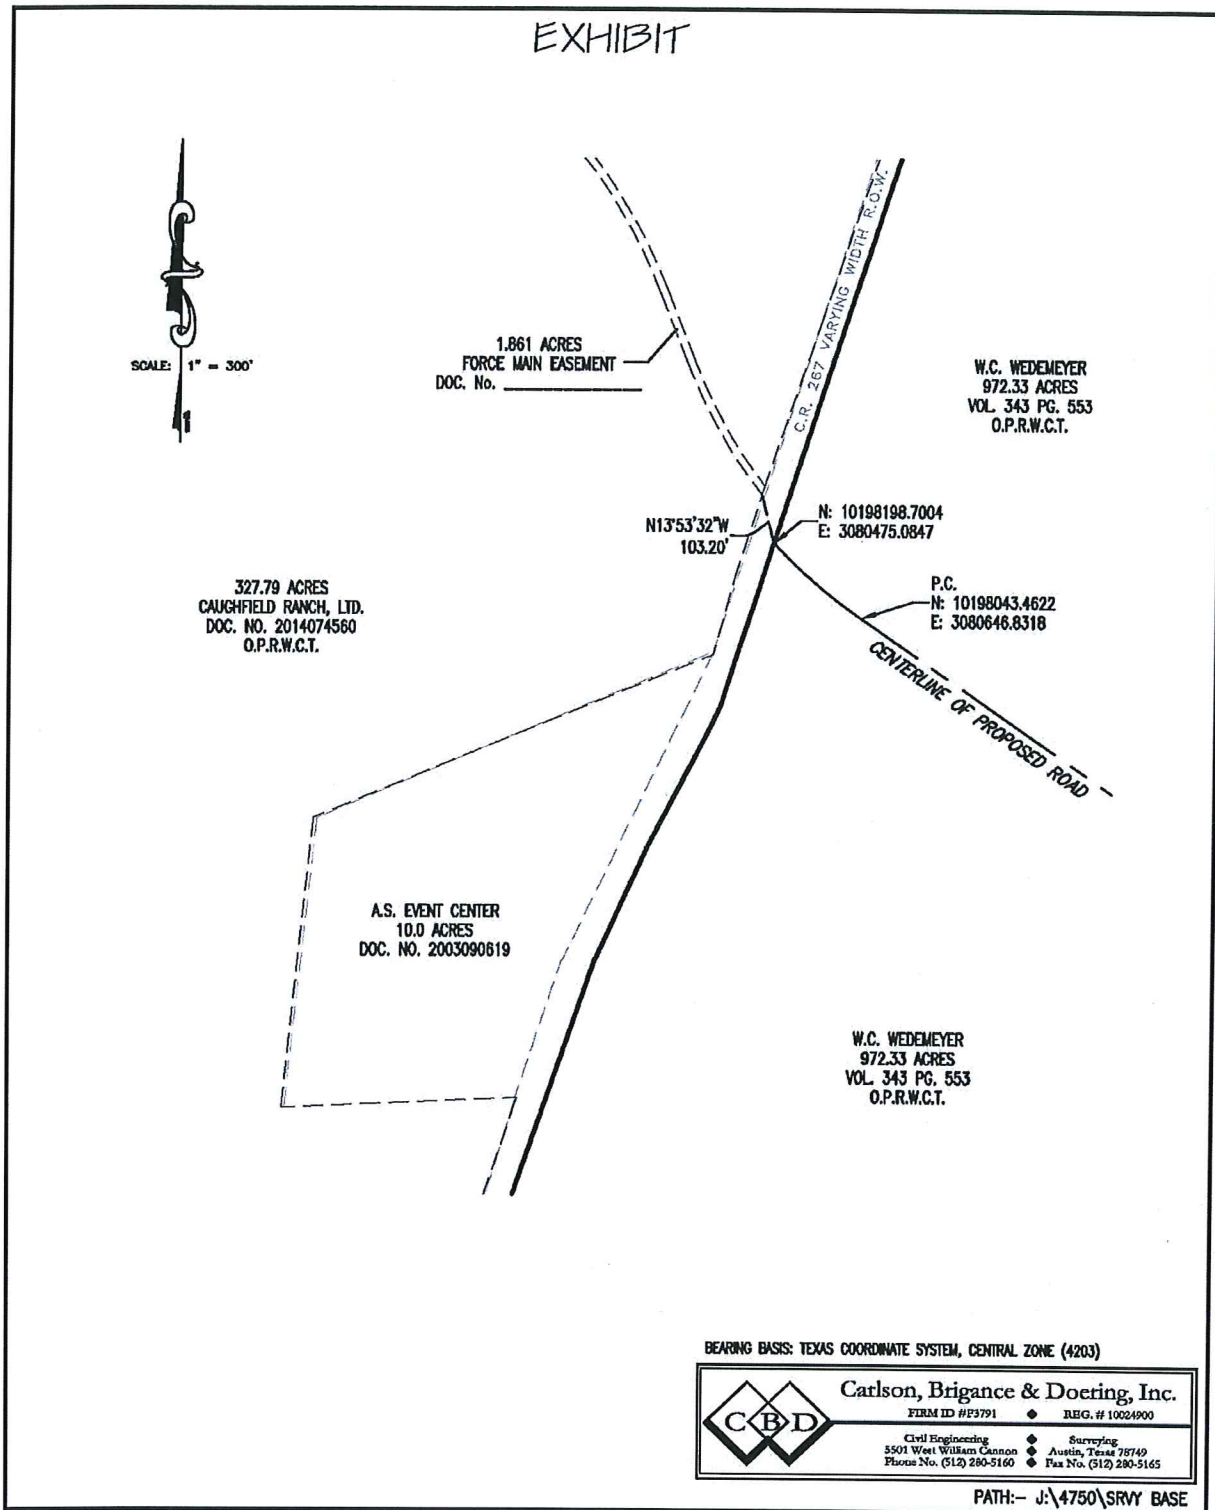 EXHIBIT
SCALE: 1" = 300'
1.861 ACRES
FORCE MAIN EASEMENT
DOC. No.
C.R. 267 VARYING WIDTH R.O.W.
W.C. WEDEMEYER
972.33 ACRES
VOL. 343 PG. 553
O.P.R.W.C.T.
N13°53'32"W
103.20'
N: 10198198.7004
E: 3080475.0847
P.C.
N: 10198043.4622
E: 3080646.8318
CENTERLINE OF PROPOSED ROAD
327.79 ACRES
CAUGHFIELD RANCH, LTD.
DOC. NO. 2014074560
O.P.R.W.C.T.
A.S. EVENT CENTER
10.0 ACRES
DOC. NO. 2003090619
W.C. WEDEMEYER
972.33 ACRES
VOL. 343 PG. 553
O.P.R.W.C.T.
BEARING BASIS: TEXAS COORDINATE SYSTEM, CENTRAL ZONE (4203)
CBD
Carlson, Brigance & Doering, Inc.
FIRM ID #F3791 ◆ REG. # 10024900
Civil Engineering ◆ Surveying
5501 West William Cannon ◆ Austin, Texas 78749
Phone No. (512) 280-5160 ◆ Fax No. (512) 280-5165
PATH:- J:\4750\SRVY BASE